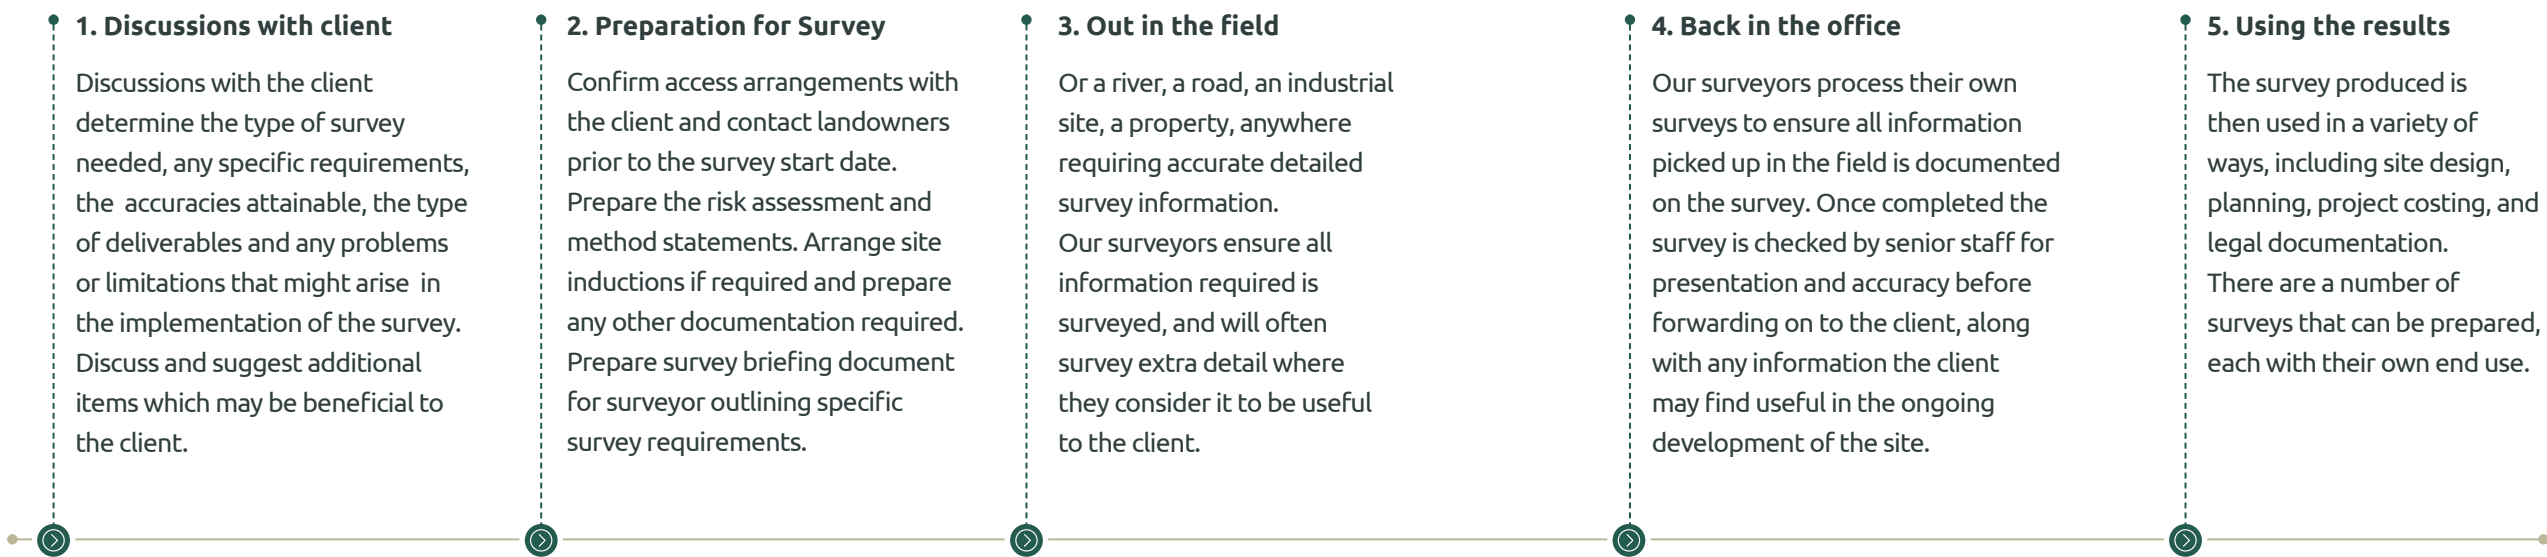 1. Discussions with client
Discussions with the client
determine the type of survey
needed, any specific requirements,
the  accuracies attainable, the type
of deliverables and any problems
or limitations that might arise  in
the implementation of the survey.
Discuss and suggest additional
items which may be beneficial to
the client.
2. Preparation for Survey
Confirm access arrangements with
the client and contact landowners
prior to the survey start date.
Prepare the risk assessment and
method statements. Arrange site
inductions if required and prepare
any other documentation required.
Prepare survey briefing document
for surveyor outlining specific
survey requirements.
3. Out in the field
Or a river, a road, an industrial
site, a property, anywhere
requiring accurate detailed
survey information.
Our surveyors ensure all
information required is
surveyed, and will often
survey extra detail where
they consider it to be useful
to the client.
4. Back in the office
Our surveyors process their own
surveys to ensure all information
picked up in the field is documented
on the survey. Once completed the
survey is checked by senior staff for
presentation and accuracy before
forwarding on to the client, along
with any information the client
may find useful in the ongoing
development of the site.
5. Using the results
The survey produced is
then used in a variety of
ways, including site design,
planning, project costing, and
legal documentation.
There are a number of
surveys that can be prepared,
each with their own end use.